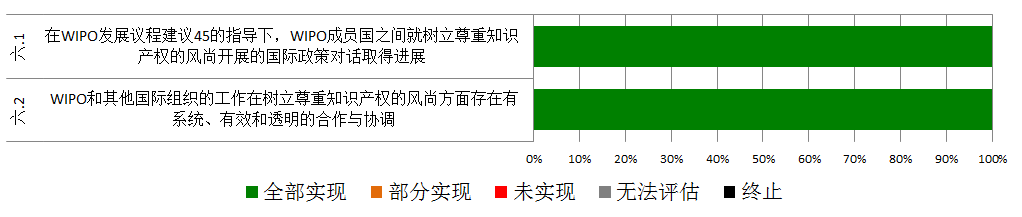 六.1
在WIPO发展议程建议45的指导下，WIPO成员国之间就树立尊重知识
产权的风尚开展的国际政策对话取得进展
六.2
WIPO和其他国际组织的工作在树立尊重知识产权的风尚方面存在有
系统、有效和透明的合作与协调
0% 10% 20% 30% 40% 50% 60% 70% 80% 90% 100%
全部实现 部分实现 未实现 无法评估 终止